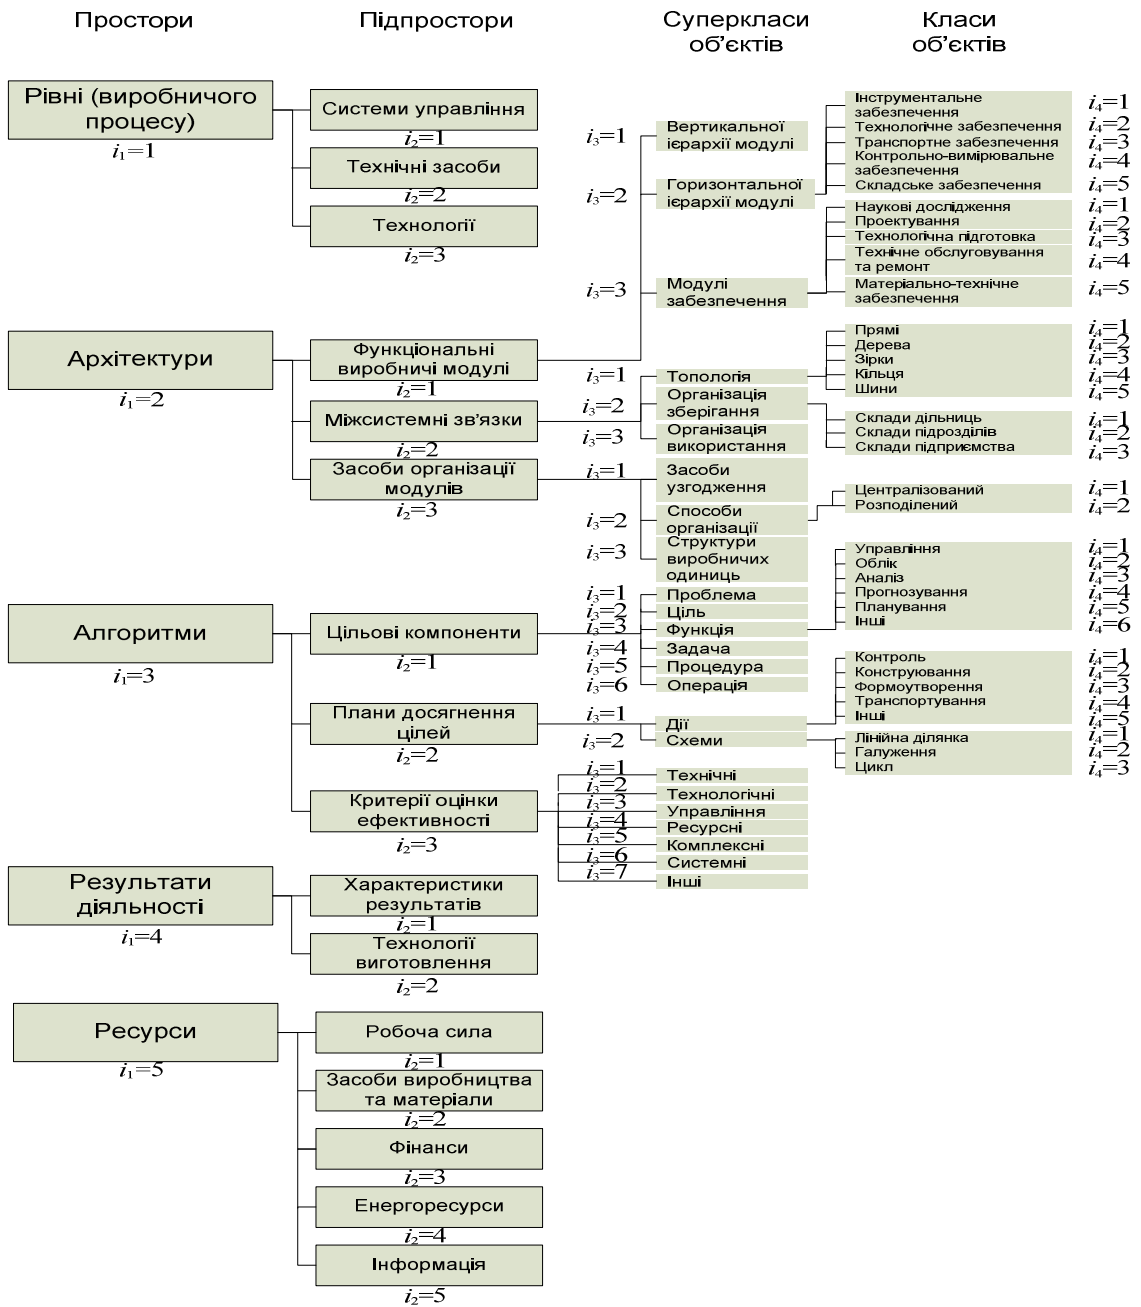 Простори
Підпростори
Суперкласи
об'єктів
Класи
об'єктів
Рівні (виробничого
процесу)
i₁=1
Системи управління
i₂=1
Технічні засоби
i₂=2
Технології
i₂=3
Архітектури
i₁=2
Функціональні
виробничі модулі
i₂=1
i₃=1
Вертикальної
ієрархії модулі
i₃=2
Горизонтальної
ієрархії модулі
Інструментальне
забезпечення
i₄=1
Технологічне забезпечення
i₄=2
Транспортне забезпечення
i₄=3
Контрольно-вимірювальне
забезпечення
i₄=4
Складське забезпечення
i₄=5
i₃=3
Модулі
забезпечення
Наукові дослідження
i₄=1
Проектування
i₄=2
Технологічна підготовка
i₄=3
Технічне обслуговування
та ремонт
i₄=4
Матеріально-технічне
забезпечення
i₄=5
Міжсистемні зв'язки
i₂=2
i₃=1
Топологія
Прямі
i₄=1
Дерева
i₄=2
Зірки
i₄=3
Кільця
i₄=4
Шини
i₄=5
i₃=2
Організація
зберігання
Склади дільниць
i₄=1
Склади підрозділів
i₄=2
Склади підприємства
i₄=3
i₃=3
Організація
використання
Засоби організації
модулів
i₂=3
i₃=1
Засоби
узгодження
i₃=2
Способи
організації
Централізований
i₄=1
Розподілений
i₄=2
i₃=3
Структури
виробничих
одиниць
Алгоритми
i₁=3
Цільові компоненти
i₂=1
i₃=1
Проблема
i₃=2
Ціль
i₃=3
Функція
Управління
i₄=1
Облік
i₄=2
Аналіз
i₄=3
Прогнозування
i₄=4
Планування
i₄=5
Інші
i₄=6
i₃=4
Задача
i₃=5
Процедура
i₃=6
Операція
Плани досягнення
цілей
i₂=2
i₃=1
Дії
Контроль
i₄=1
Конструювання
i₄=2
Формоутворення
i₄=3
Транспортування
i₄=4
Інші
i₄=5
i₃=2
Схеми
Лінійна ділянка
i₄=1
Галуження
i₄=2
Цикл
i₄=3
Критерії оцінки
ефективності
i₂=3
i₃=1
Технічні
i₃=2
Технологічні
i₃=3
Управління
i₃=4
Ресурсні
i₃=5
Комплексні
i₃=6
Системні
i₃=7
Інші
Результати
діяльності
i₁=4
Характеристики
результатів
i₂=1
Технології
виготовлення
i₂=2
Ресурси
i₁=5
Робоча сила
i₂=1
Засоби виробництва
та матеріали
i₂=2
Фінанси
i₂=3
Енергоресурси
i₂=4
Інформація
i₂=5